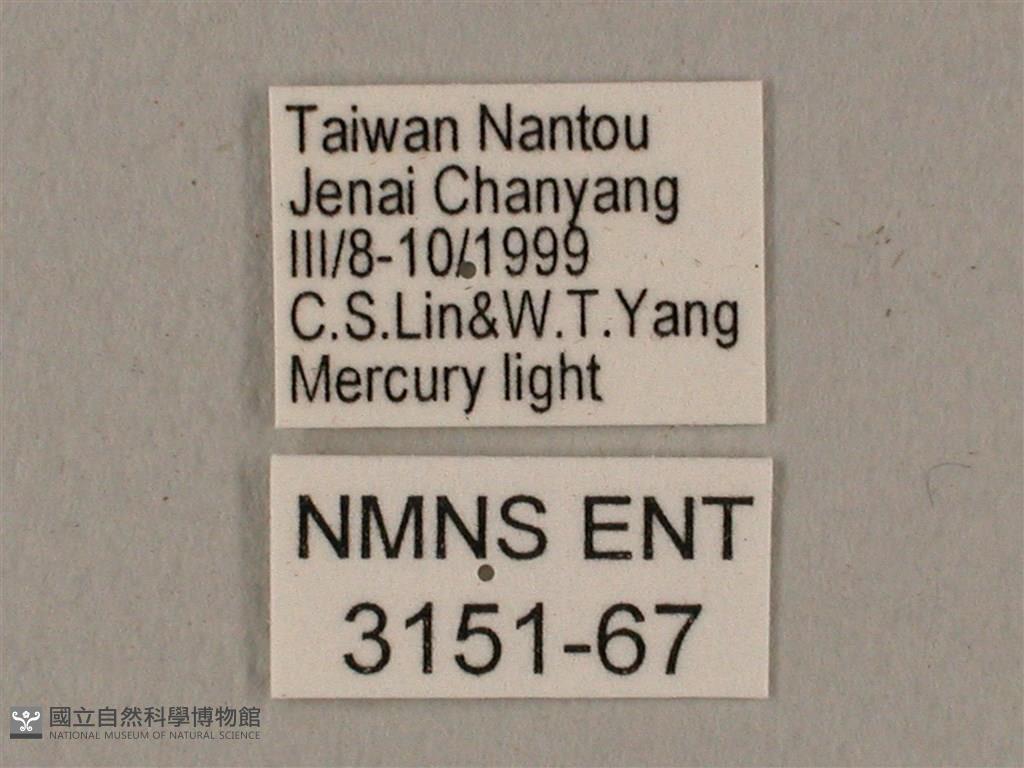 Taiwan Nantou
Jenai Chanyang
III/8-10/1999
C.S.Lin&W.T.Yang
Mercury light
NMNS ENT
3151-67
國立自然科學博物館
NATIONAL MUSEUM OF NATURAL SCIENCE